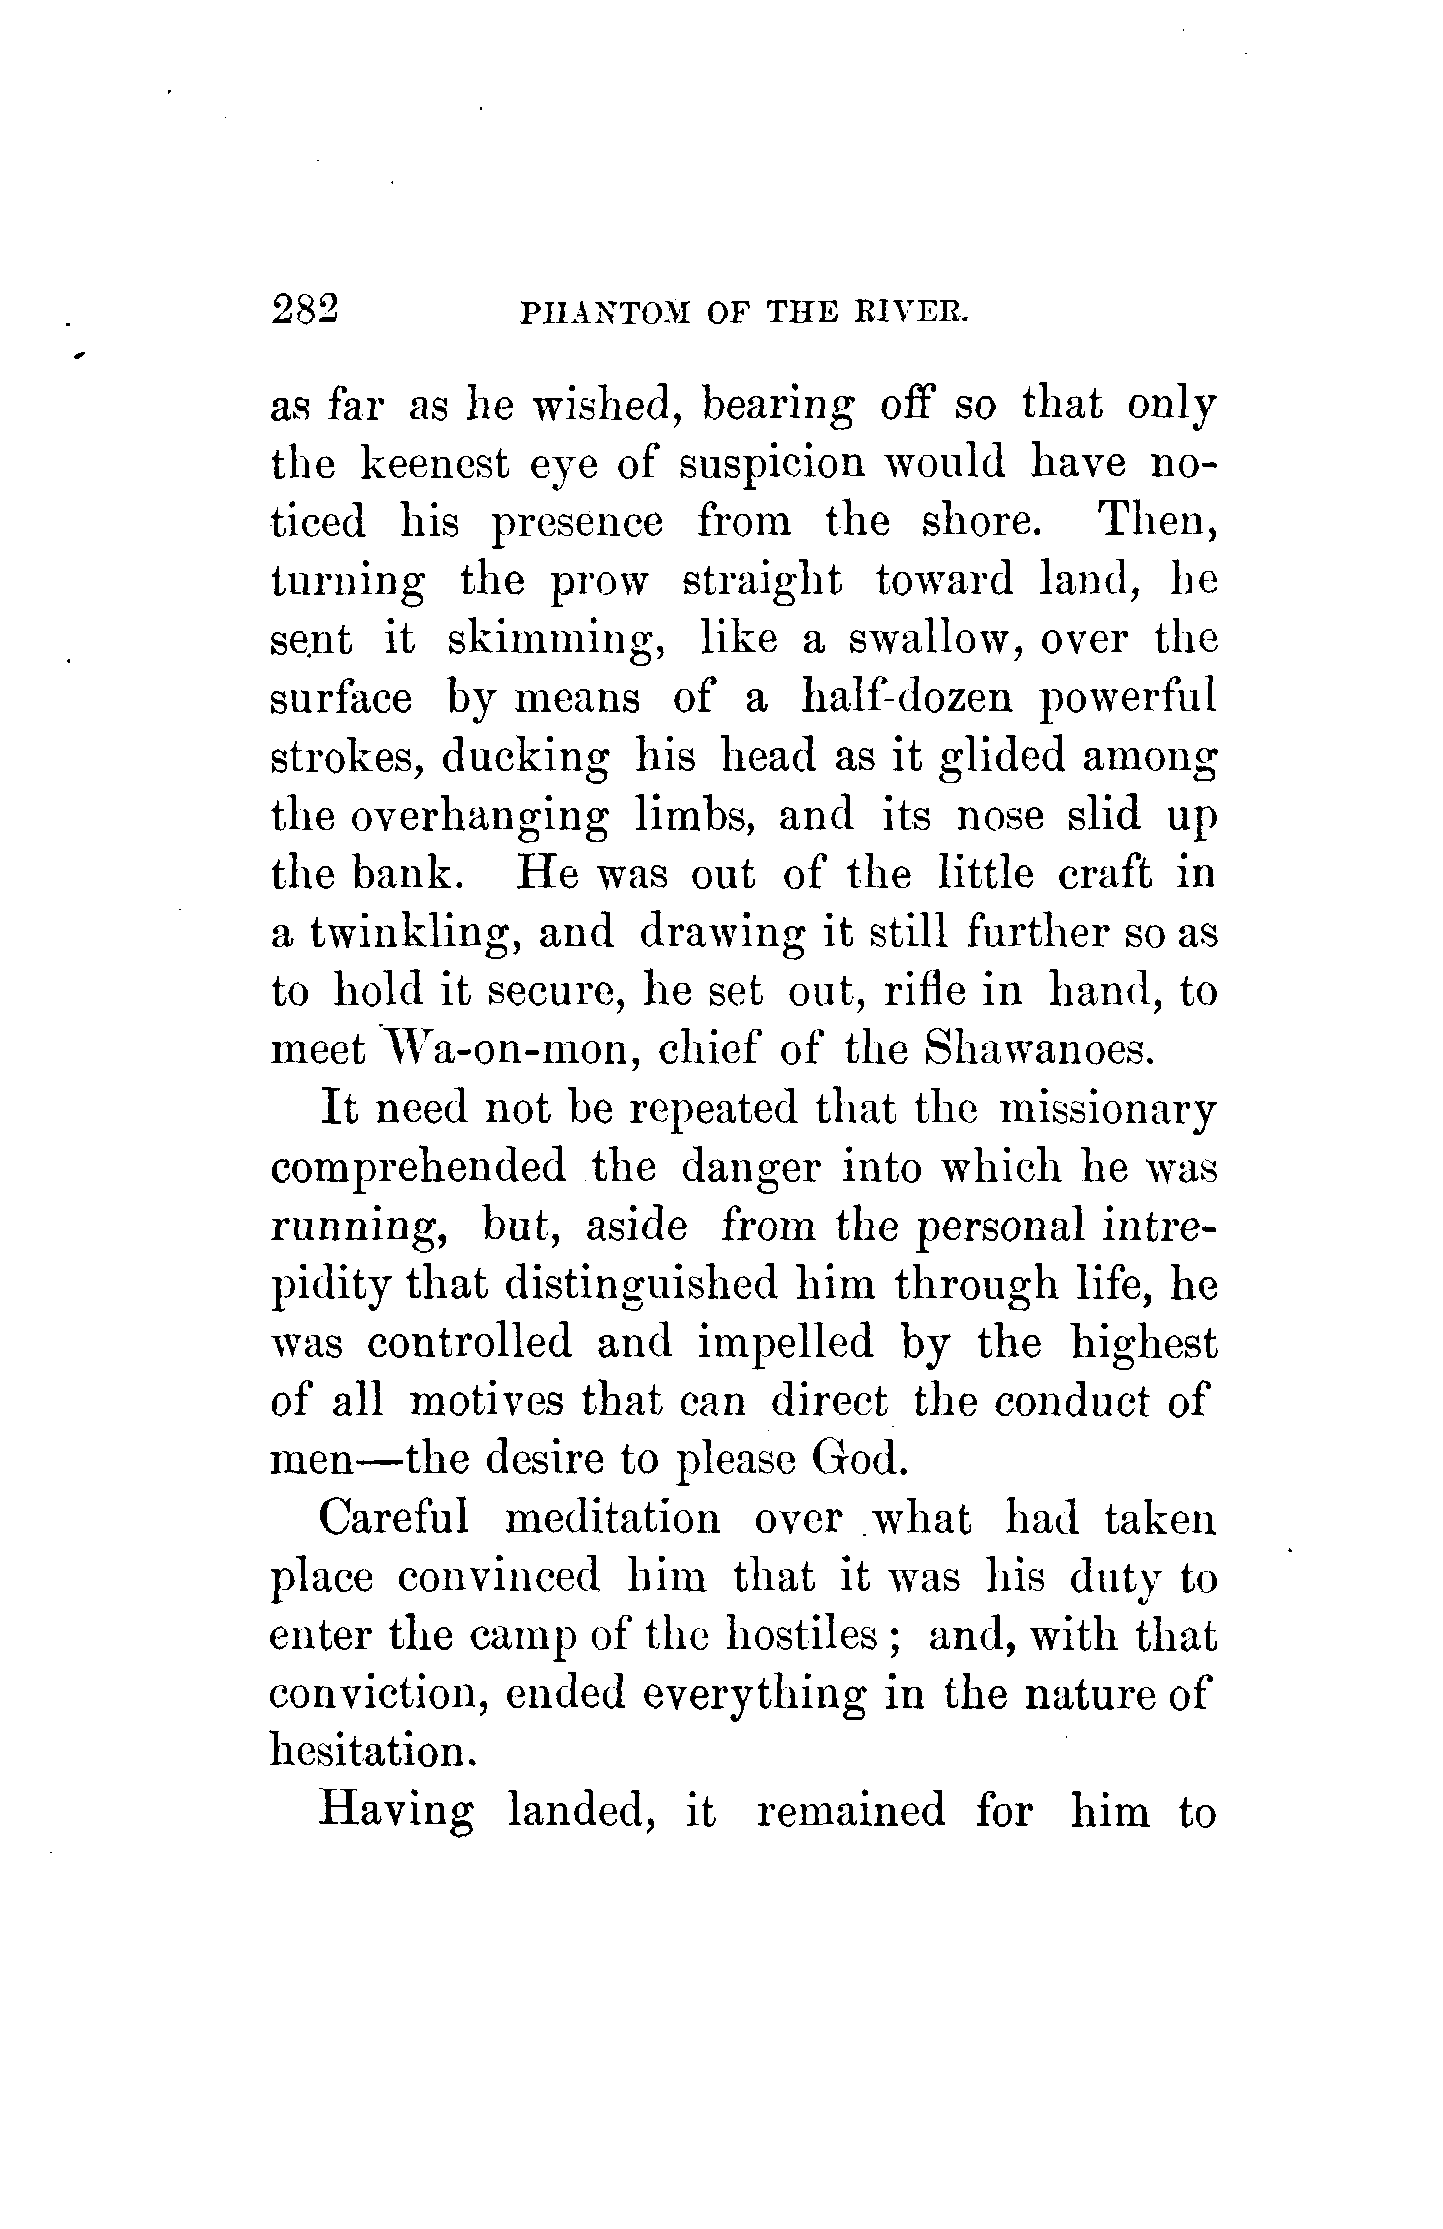 282 PHANTOM OF THE RIVER.
as far as he wished, bearing off so that only
the keenest eye of suspicion would have no-
ticed his presence from the shore. Then,
turning the prow straight toward land, he
sent it skimming, like a swallow, over the
surface by means of a half-dozen powerful
strokes, ducking his head as it glided among
the overhanging limbs, and its nose slid up
the bank. He was out of the little craft in
a twinkling, and drawing it still further so as
to hold it secure, he set out, rifle in hand, to
meet Wa-on-mon, chief of the Shawanoes.
It need not be repeated that the missionary
comprehended the danger into which he was
running, but, aside from the personal intre-
pidity that distinguished him through life, he
was controlled and impelled by the highest
of all motives that can direct the conduct of
men—the desire to please God.
Careful meditation over what had taken
place convinced him that it was his duty to
enter the camp of the hostiles; and, with that
conviction, ended everything in the nature of
hesitation.
Having landed, it remained for him to